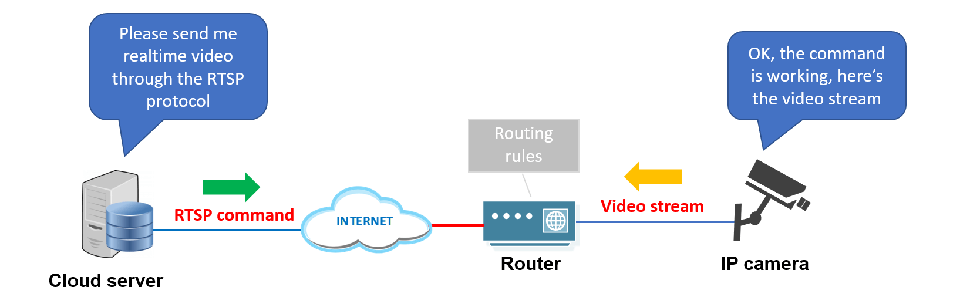 Please send me
realtime video
through the RTSP
protocol
OK, the command
is working, here's
the video stream
Routing
rules
RTSP command
INTERNET
Video stream
Cloud server
Router
IP camera